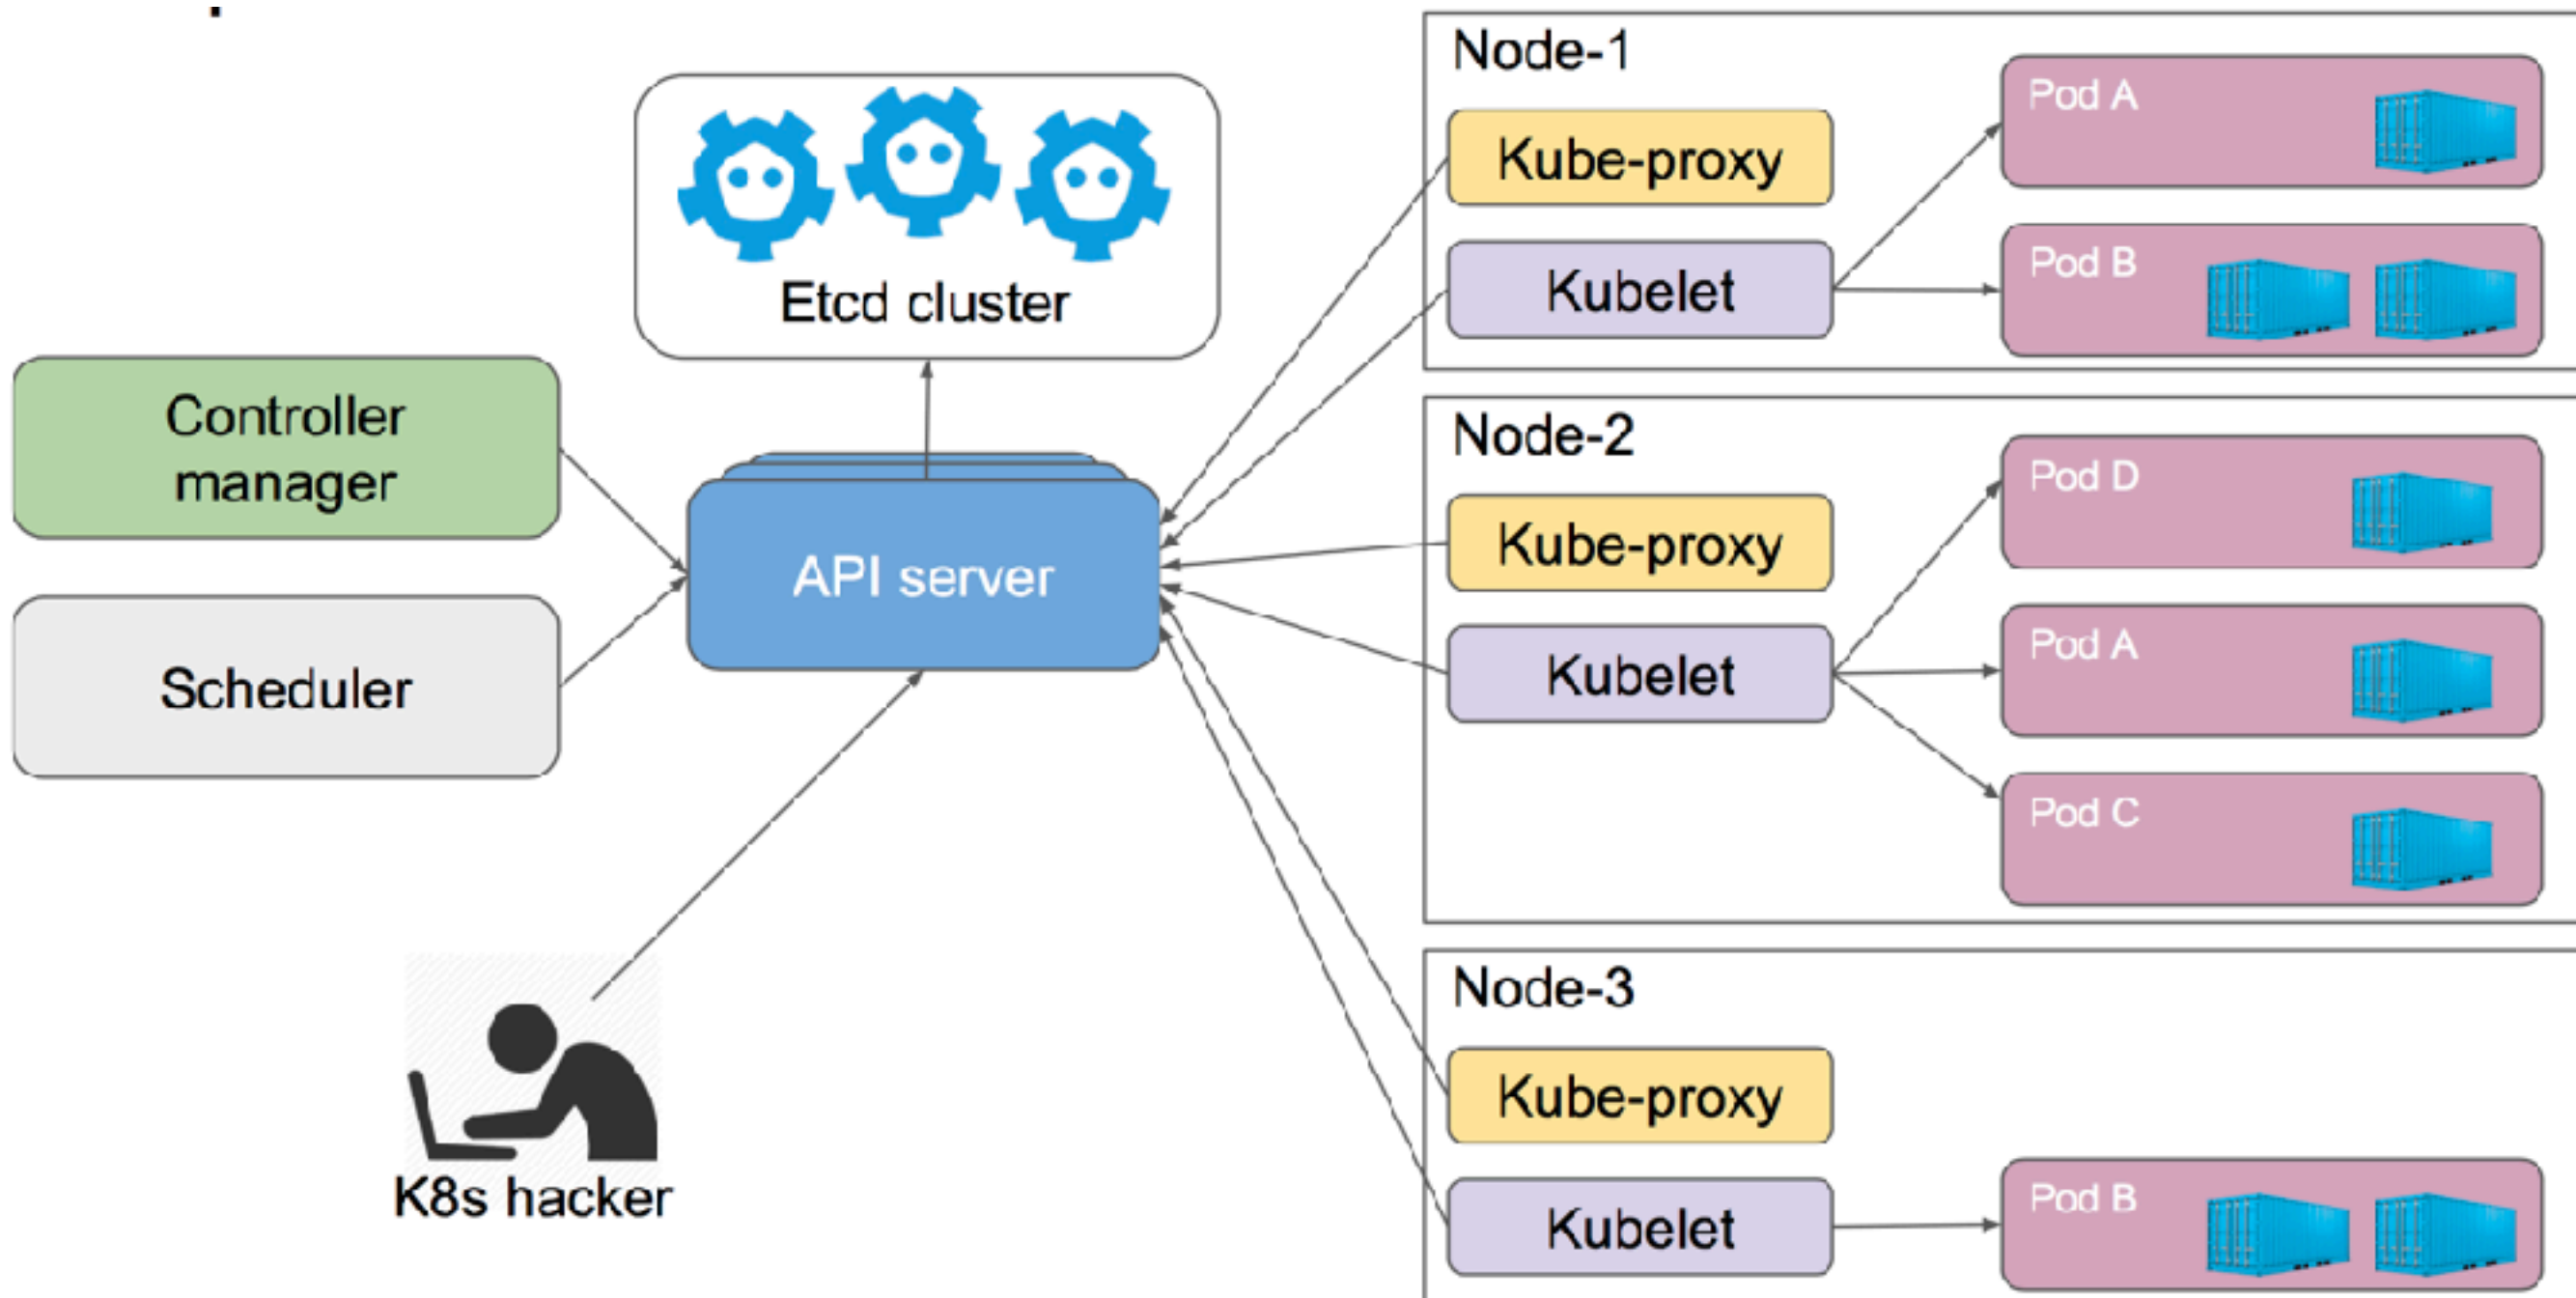 Etcd cluster
Controller
manager
Scheduler
API server
K8s hacker
Node-1
Kube-proxy
Kubelet
Pod A
Pod B
Node-2
Kube-proxy
Kubelet
Pod D
Pod A
Pod C
Node-3
Kube-proxy
Kubelet
Pod B